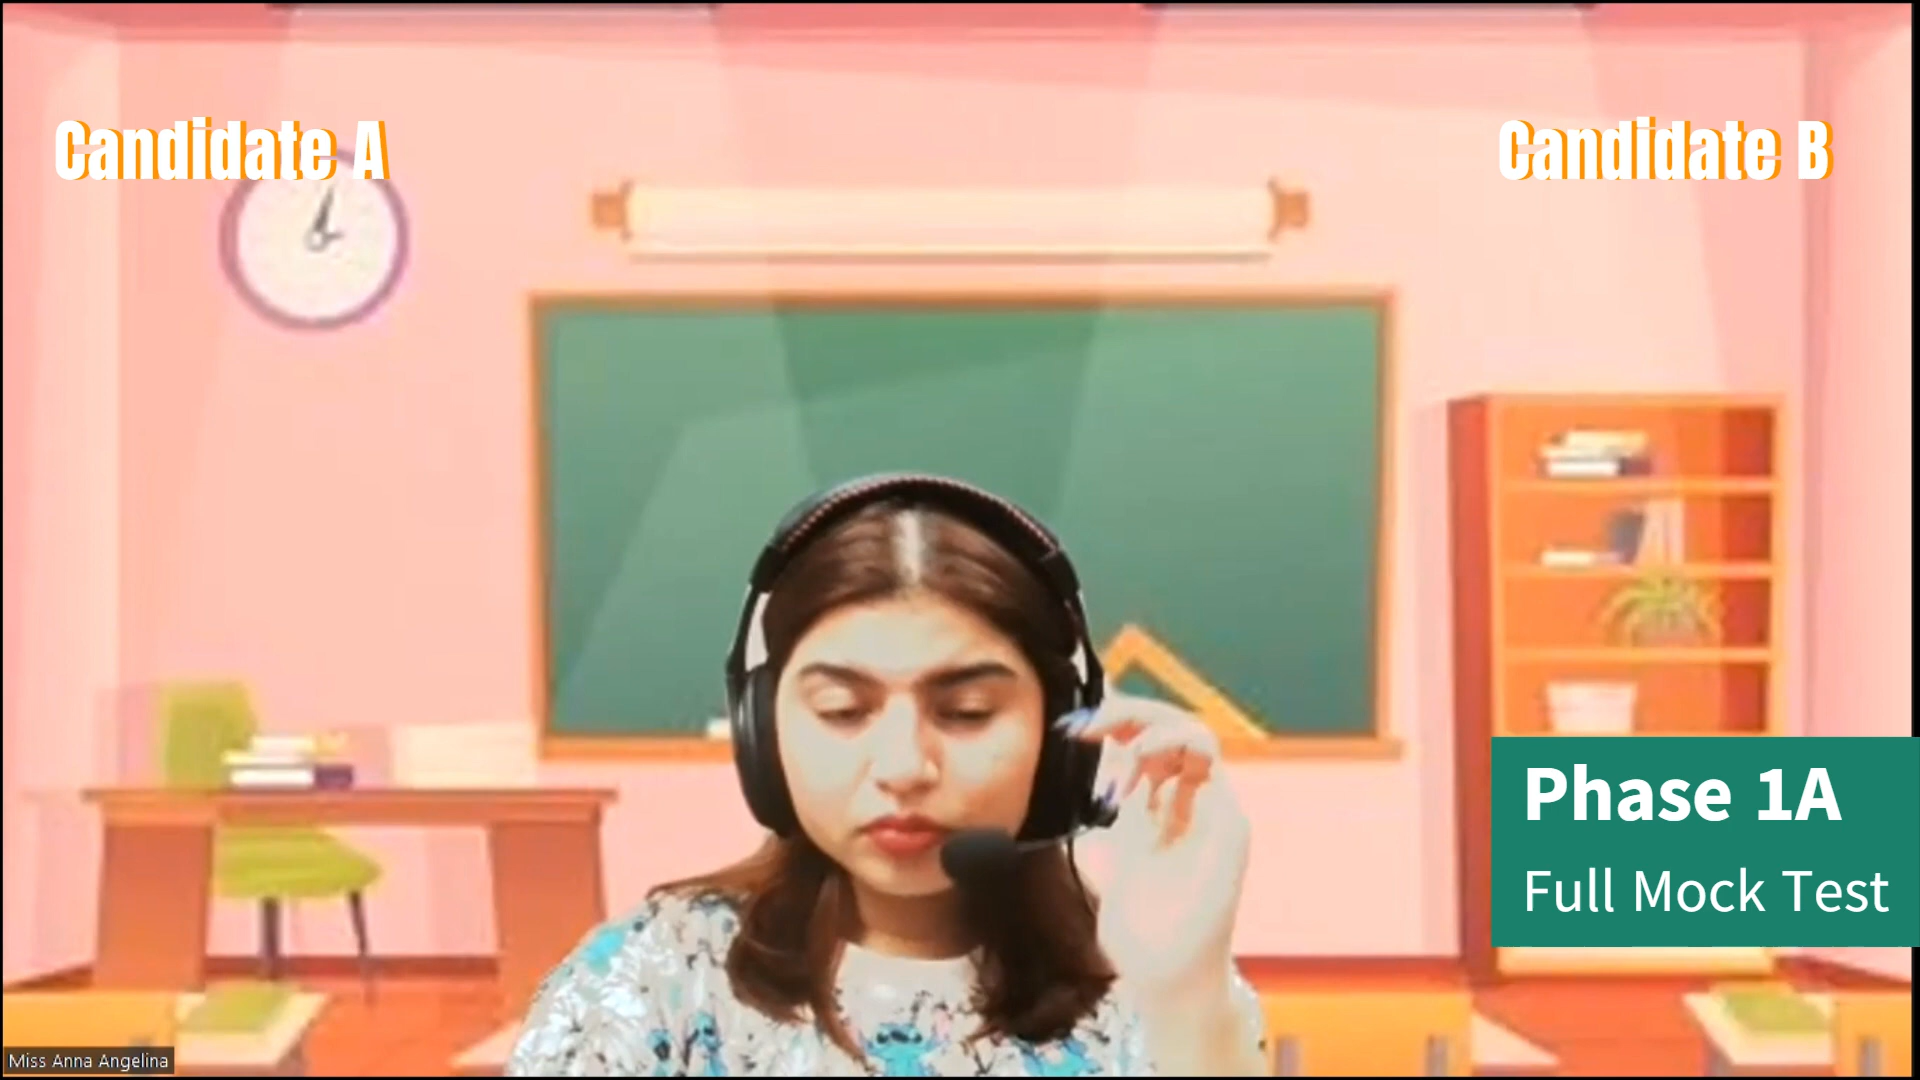 Candidate A
Candidate B
Phase 1A
Full Mock Test
Miss Anna Angelina